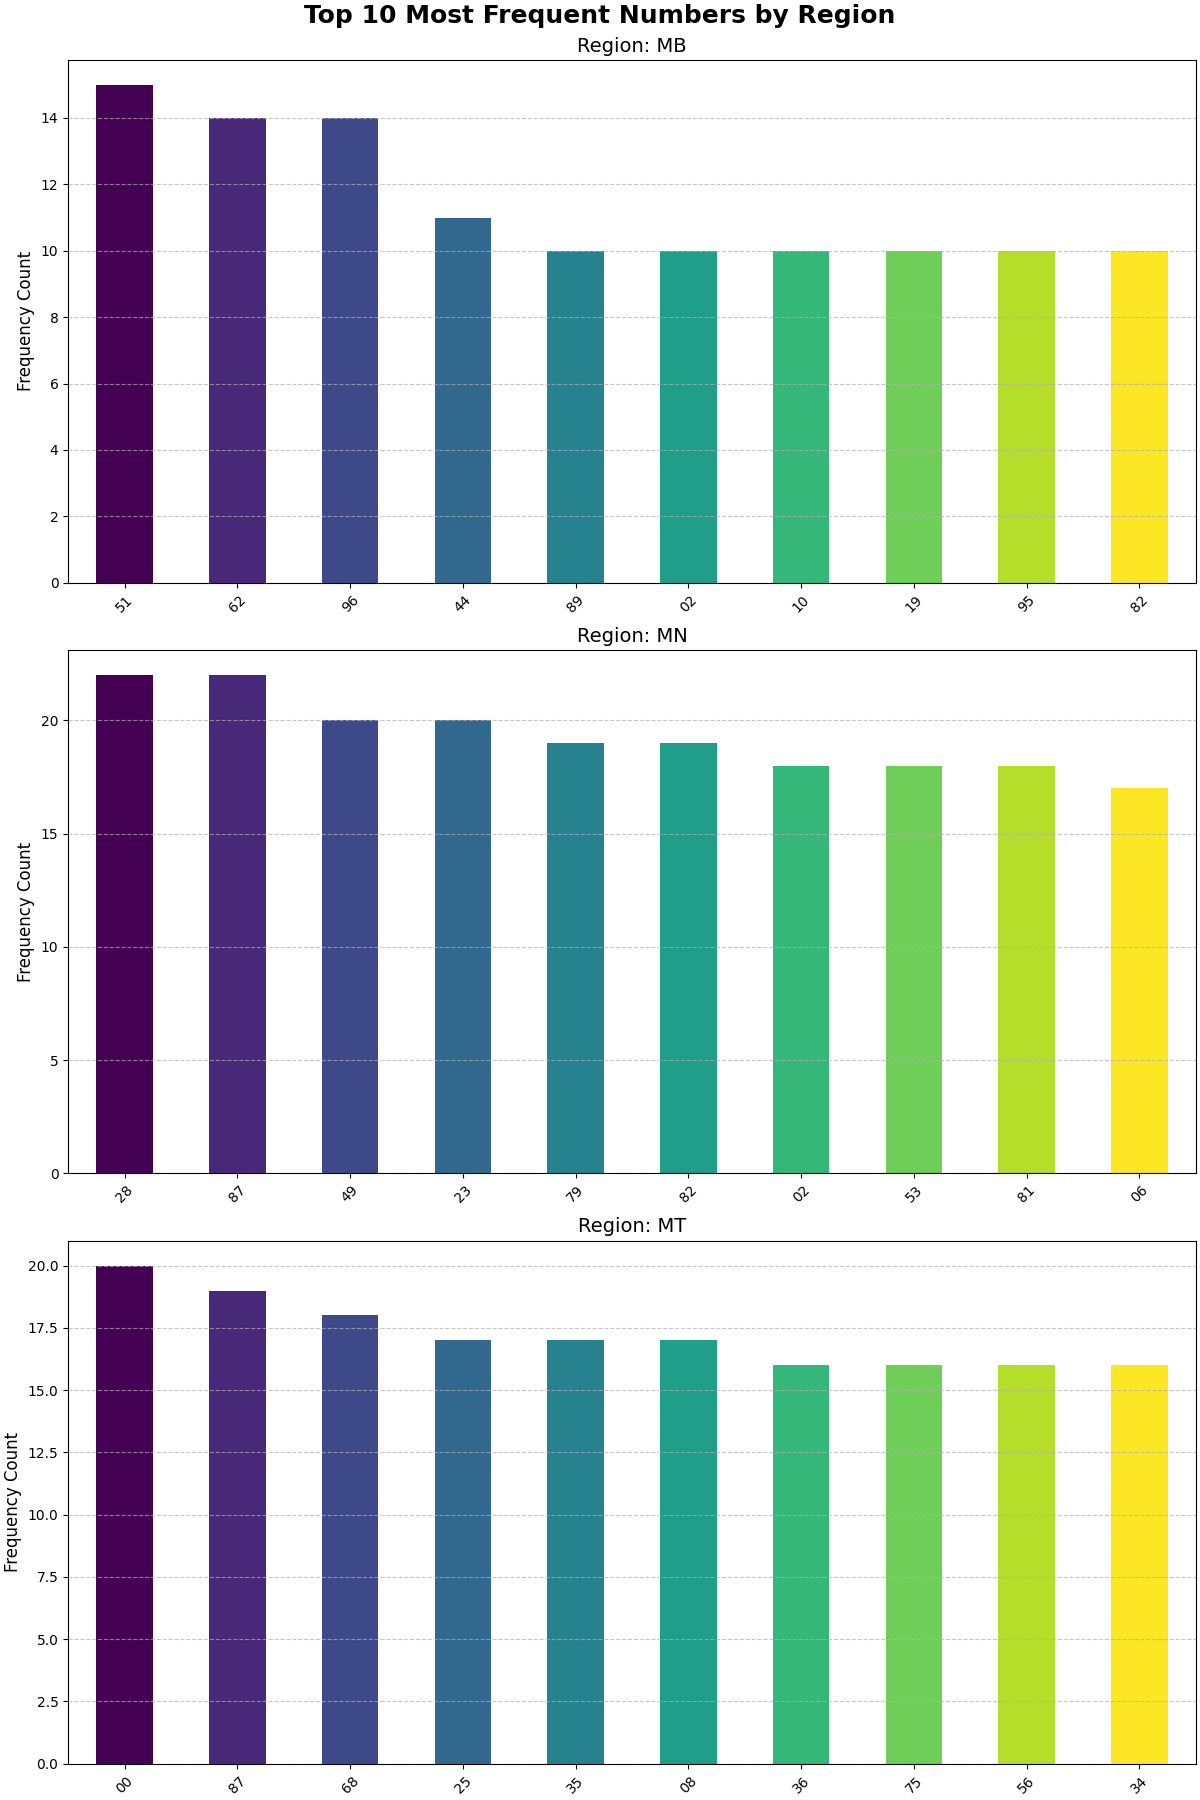 Top 10 Most Frequent Numbers by Region
Region: MB
Frequency Count
14
12
10
8
6
4
2
0
51 62 96 44 89 02 10 19 95 82
Region: MN
Frequency Count
20
15
10
5
0
28 87 49 23 79 82 02 53 81 06
Region: MT
Frequency Count
20.0
17.5
15.0
12.5
10.0
7.5
5.0
2.5
0.0
00 87 68 25 35 08 36 75 56 34